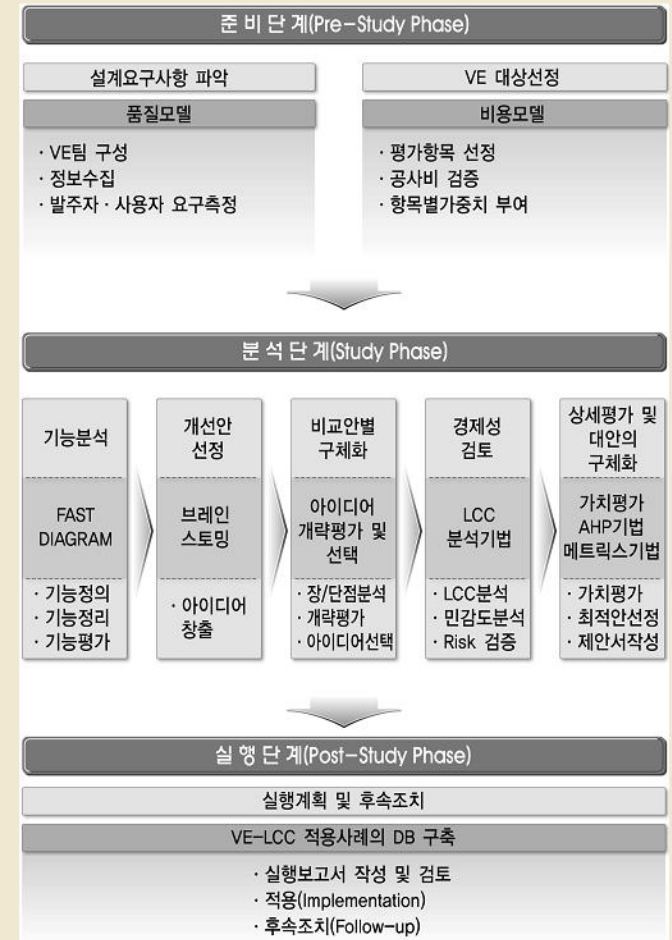 준비단계(Pre-Study Phase)
설계요구사항 파악
품질모델
· VE팀 구성
· 정보수집
· 발주자 · 사용자 요구측정
VE 대상선정
비용모델
· 평가항목 선정
· 공사비 검증
· 항목별가중치 부여
분석단계(Study Phase)
기능분석
FAST
DIAGRAM
· 기능정의
· 기능정리
· 기능평가
개선안
선정
브레인
스토밍
· 아이디어
창출
비교안별
구체화
아이디어
개략평가 및
선택
· 장/단점분석
· 개략평가
· 아이디어선택
경제성
검토
LCC
분석기법
· LCC분석
· 민감도분석
· Risk 검증
상세평가 및
대안의
구체화
가치평가
AHP기법
메트릭스기법
· 가치평가
· 최적안선정
· 제안서작성
실행단계(Post-Study Phase)
실행계획 및 후속조치
VE-LCC 적용사례의 DB 구축
· 실행보고서 작성 및 검토
· 적용(Implementation)
· 후속조치(Follow-up)